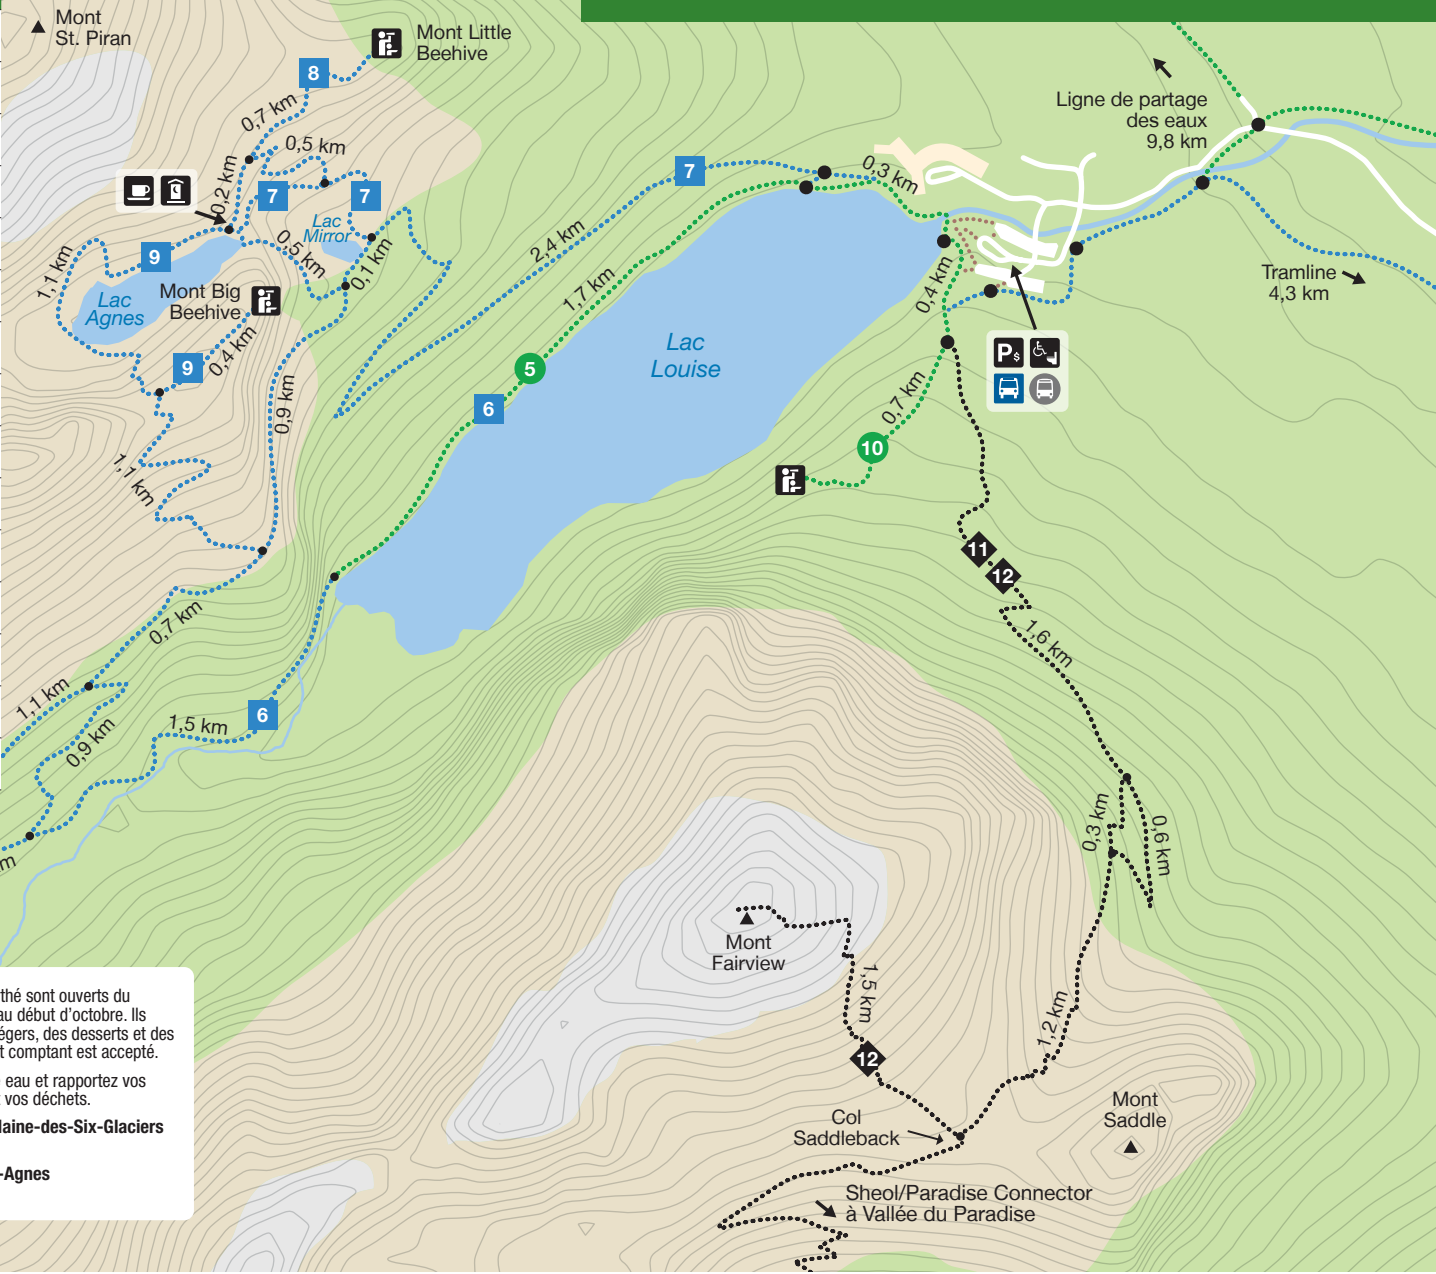 Mont
St. Piran
Mont Little
Beehive
8
0,7 km
0,5 km
0,2 km
7
7
7
Lac
Mirror
0,5 km
0,1 km
9
1,1 km
Lac
Agnes
Mont Big
Beehive
9
0,4 km
0,9 km
1,1 km
2,4 km
1,7 km
0,3 km
Ligne de partage
des eaux
9,8 km
Tramline
4,3 km
0,4 km
Lac
Louise
5
6
P$
0,7 km
10
11
12
1,6 km
0,7 km
1,1 km
0,9 km
1,5 km
6
m
0,3 km
0,6 km
Mont
Fairview
1,5 km
12
1,2 km
Mont
Saddle
Col
Saddleback
Sheol/Paradise Connector
à Vallée du Paradise
thé sont ouverts du
au début d'octobre. Ils
égers, des desserts et des
t comptant est accepté.
eau et rapportez vos
vos déchets.
laine-des-Six-Glaciers
-Agnes